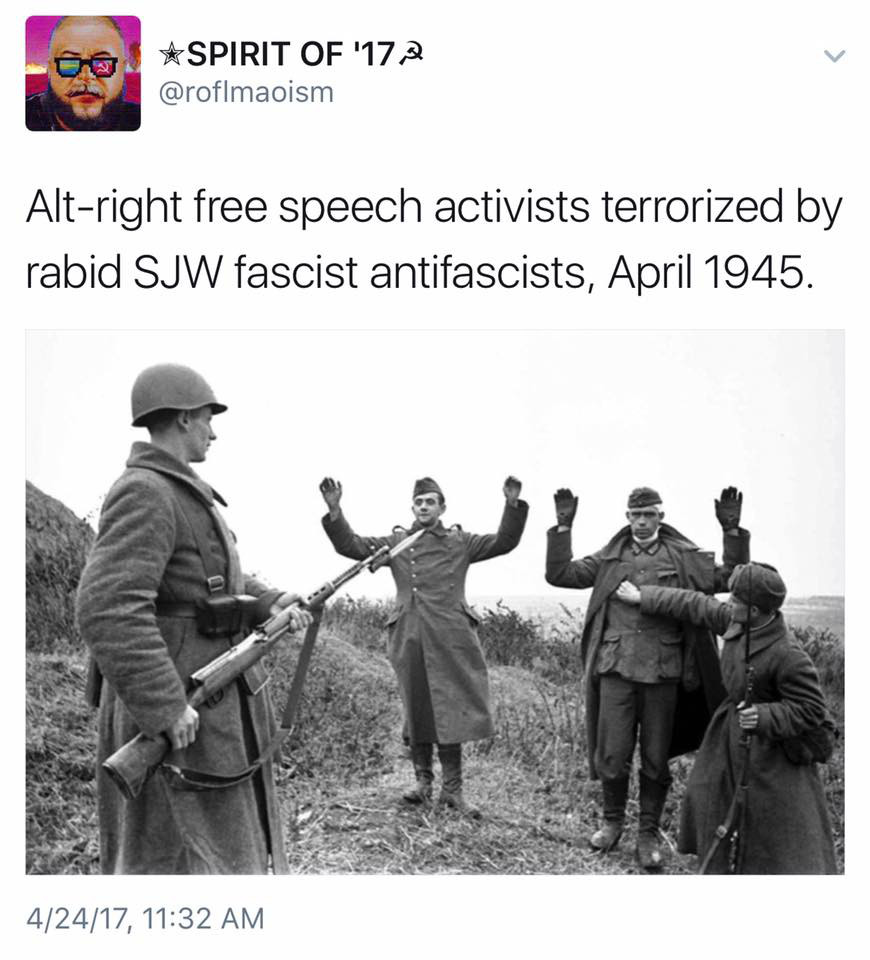 ☆SPIRIT OF '17☭
@roflmaoism
Alt-right free speech activists terrorized by
rabid SJW fascist antifascists, April 1945.
4/24/17, 11:32 AM